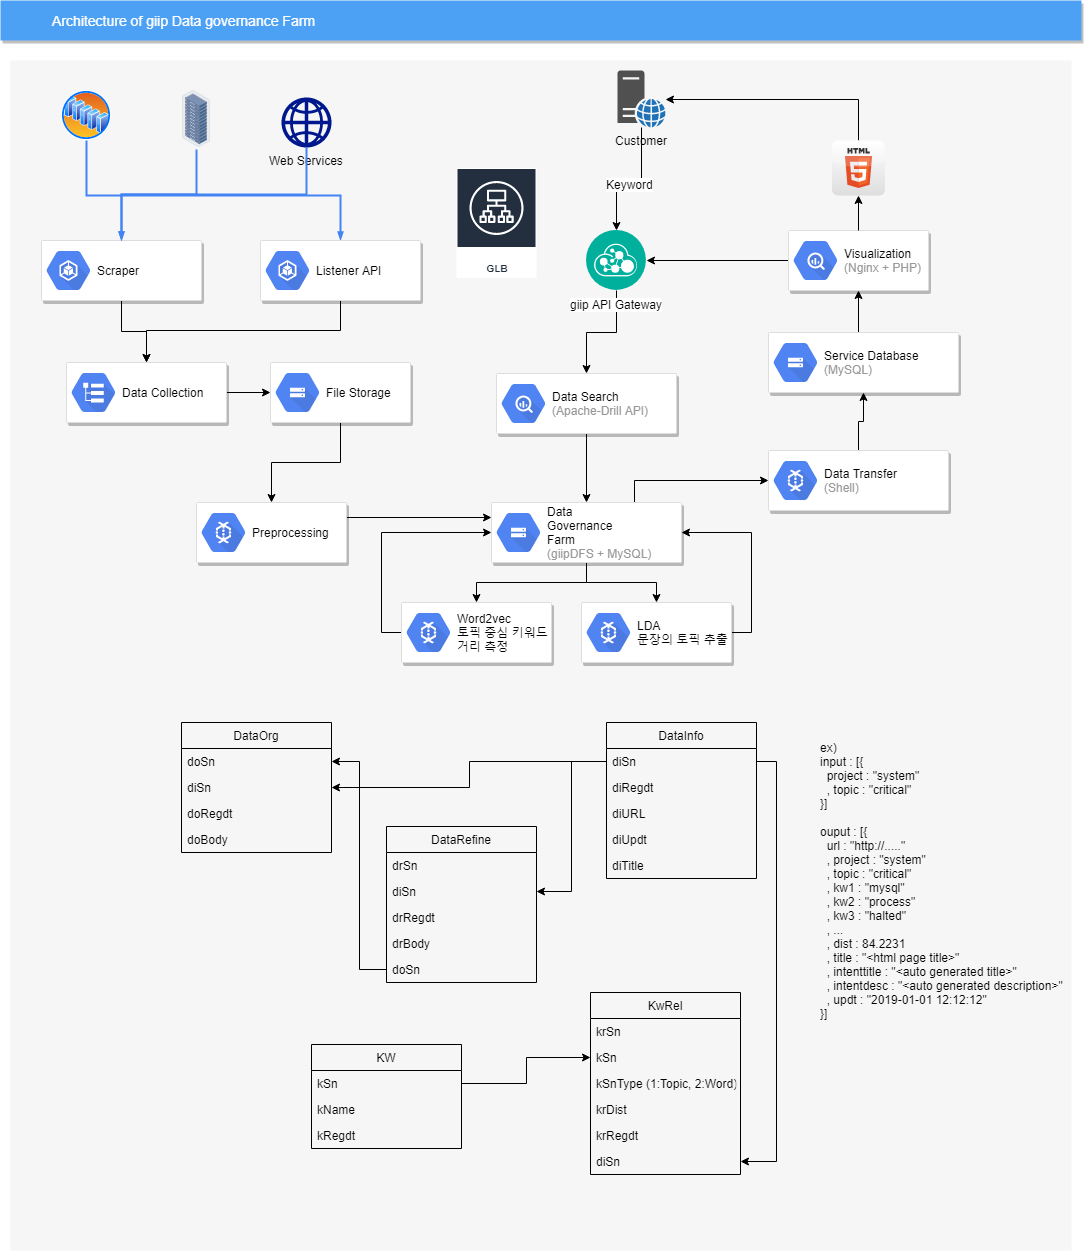 Architecture of giip Data governance Farm
Web Services
Customer
HTML
5
Keyword
GLB
Scraper
Listener API
giip API Gateway
Visualization
(Nginx + PHP)
Service Database
(MySQL)
Data Collection
File Storage
Data Search
(Apache-Drill API)
Data Transfer
(Shell)
Preprocessing
Data
Governance
Farm
(giipDFS + MySQL)
Word2vec
토픽 중심 키워드
거리 측정
LDA
문장의 토픽 추출
DataOrg
doSn
diSn
doRegdt
doBody
DataInfo
diSn
diRegdt
diURL
diUpdt
diTitle
DataRefine
drSn
diSn
drRegdt
drBody
doSn
KW
kSn
kName
kRegdt
KwRel
krSn
kSn
kSnType (1:Topic, 2:Word)
krDist
krRegdt
diSn
ex)
input : [{
project : "system"
, topic : "critical"
}]
ouput : [{
url : "http://....."
, project : "system"
, topic : "critical"
, kw1 : "mysql"
, kw2 : "process"
, kw3 : "halted"
, ...
, dist : 84.2231
, title : "<html page title>"
, intenttitle : "<auto generated title>"
, intentdesc : "<auto generated description>"
, updt : "2019-01-01 12:12:12"
}]